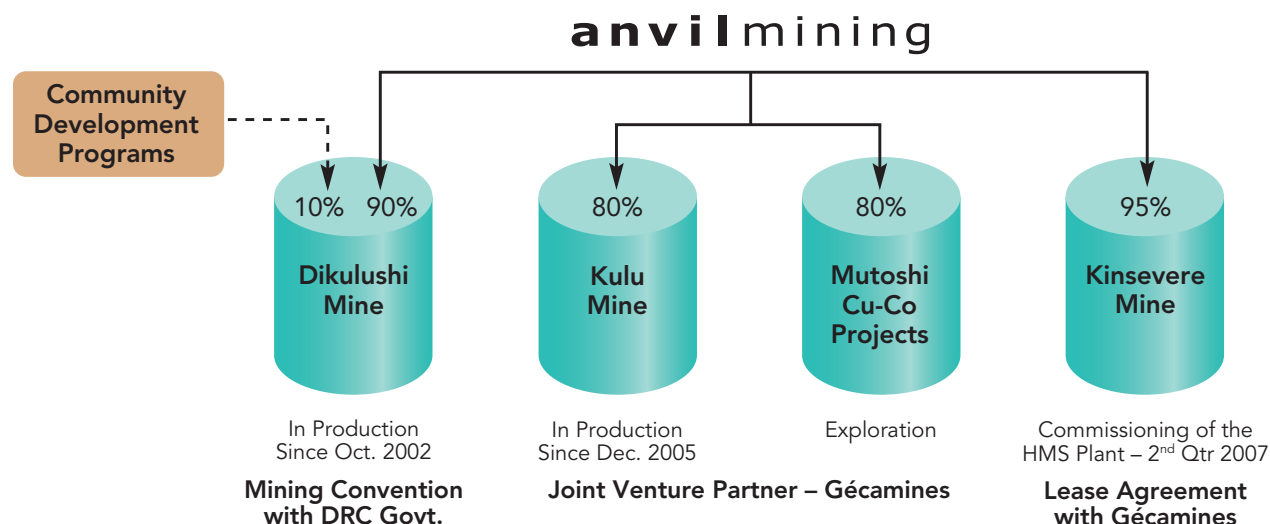 anvilmining
Community
Development
Programs
10% 90%
Dikulushi
Mine
In Production
Since Oct. 2002
Mining Convention
with DRC Govt.
80%
Kulu
Mine
In Production
Since Dec. 2005
80%
Mutoshi
Cu-Co
Projects
Exploration
Joint Venture Partner – Gécamines
95%
Kinsevere
Mine
Commissioning of the
HMS Plant – 2nd Qtr 2007
Lease Agreement
with Gécamines